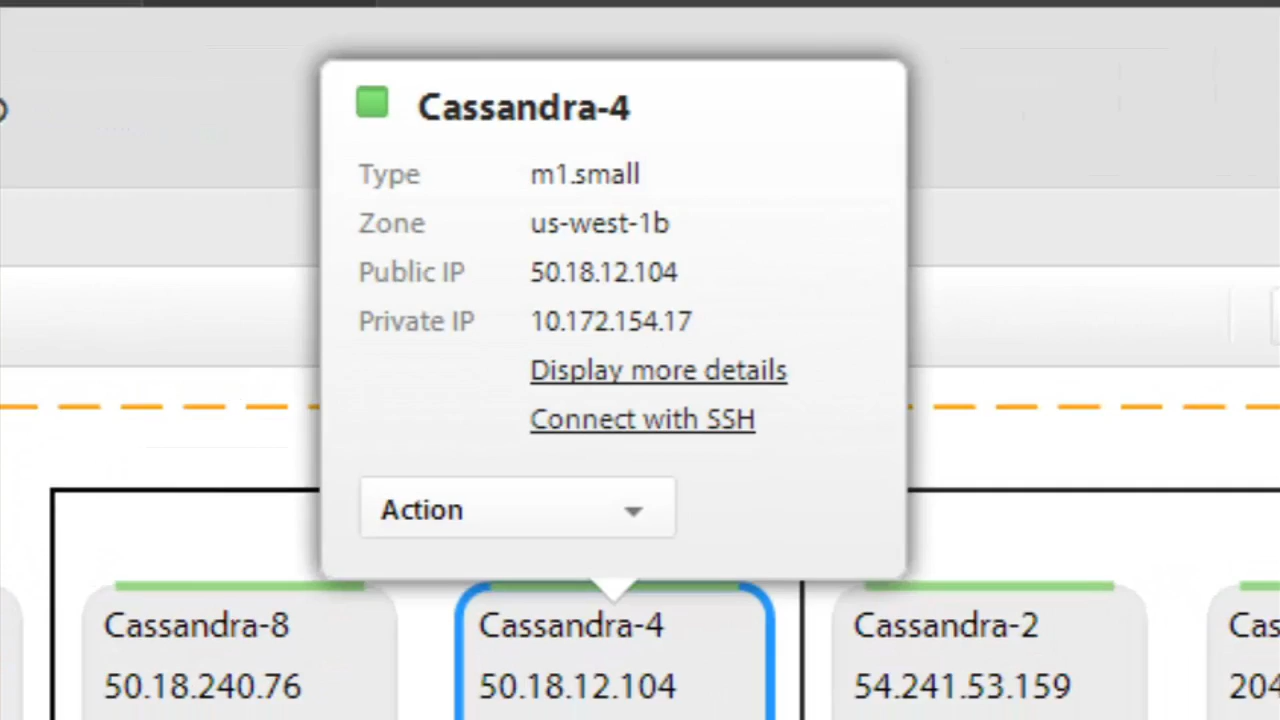 Cassandra-4
Type m1.small
Zone us-west-1b
Public IP 50.18.12.104
Private IP 10.172.154.17
Display more details
Connect with SSH
Action
Cassandra-8 Cassandra-4 Cassandra-2
50.18.240.76 50.18.12.104 54.241.53.159 204